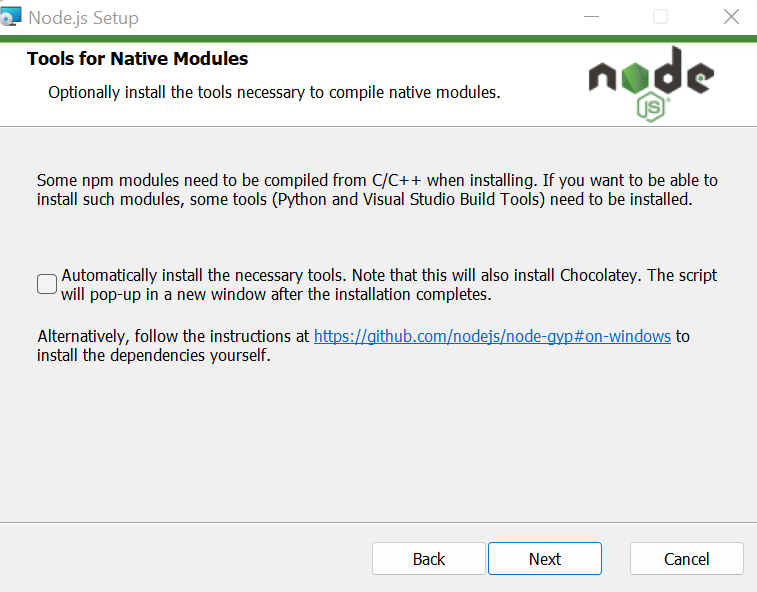 Node.js Setup
Tools for Native Modules
Optionally install the tools necessary to compile native modules.
node
JS
Some npm modules need to be compiled from C/C++ when installing. If you want to be able to
install such modules, some tools (Python and Visual Studio Build Tools) need to be installed.
Automatically install the necessary tools. Note that this will also install Chocolatey. The script
will pop-up in a new window after the installation completes.
Alternatively, follow the instructions at https://github.com/nodejs/node-gyp#on-windows to
install the dependencies yourself.
Back
Next
Cancel